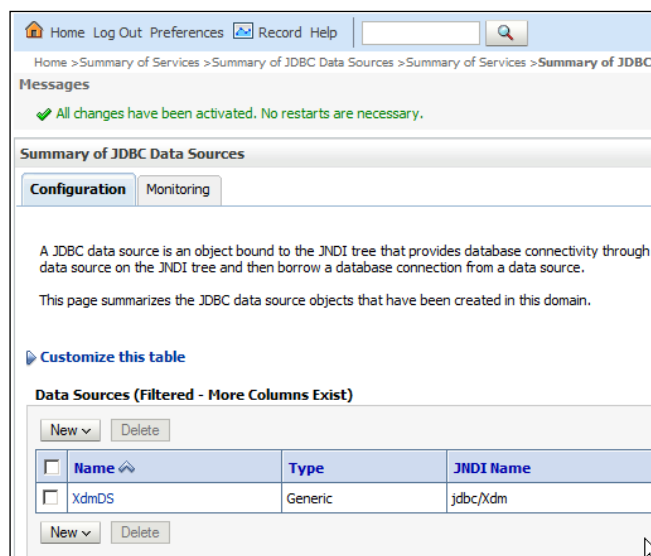 Home Log Out Preferences Record Help
Home >Summary of Services >Summary of JDBC Data Sources >Summary of Services >Summary of JDBC
Messages
All changes have been activated. No restarts are necessary.
Summary of JDBC Data Sources
Configuration Monitoring
A JDBC data source is an object bound to the JNDI tree that provides database connectivity through
data source on the JNDI tree and then borrow a database connection from a data source.
This page summarizes the JDBC data source objects that have been created in this domain.
Customize this table
Data Sources (Filtered - More Columns Exist)
New Delete
Name Type JNDI Name
XdmDS Generic jdbc/Xdm
New Delete